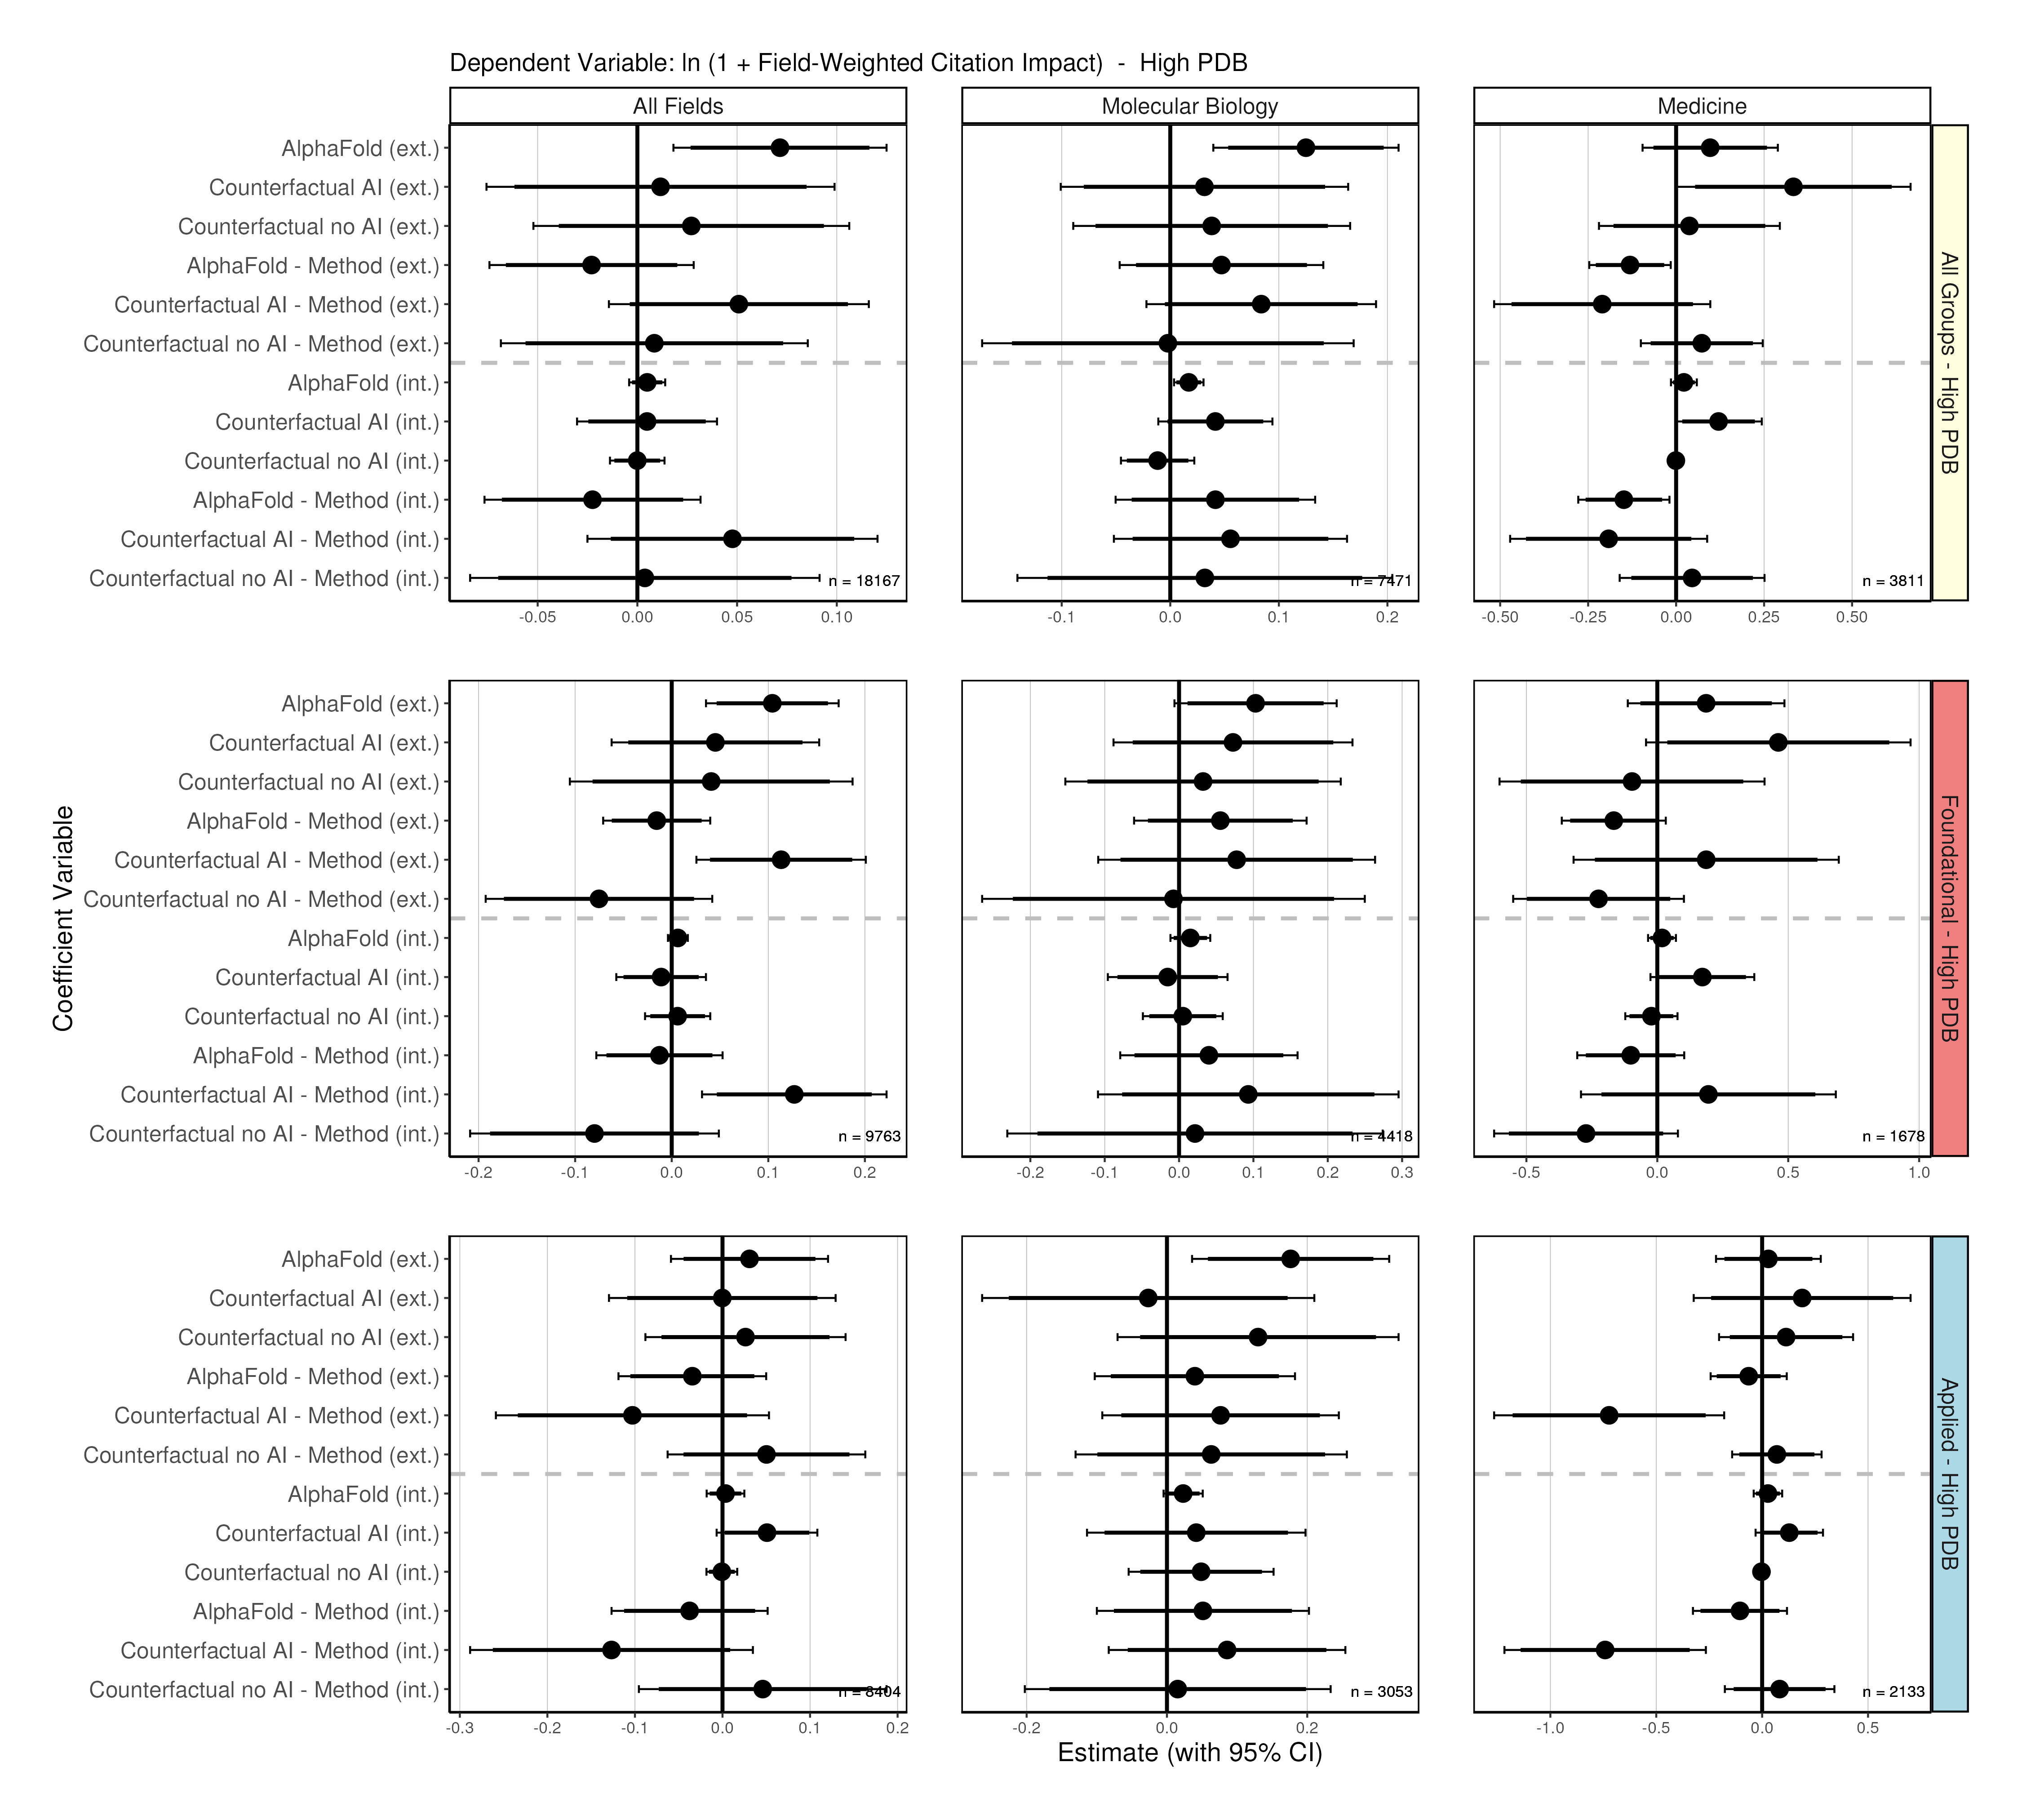 Dependent Variable: ln (1 + Field-Weighted Citation Impact)  -  High PDB
All Fields
Molecular Biology
Medicine
AlphaFold (ext.)
Counterfactual AI (ext.)
Counterfactual no AI (ext.)
AlphaFold - Method (ext.)
Counterfactual AI - Method (ext.)
Counterfactual no AI - Method (ext.)
AlphaFold (int.)
Counterfactual AI (int.)
Counterfactual no AI (int.)
AlphaFold - Method (int.)
Counterfactual AI - Method (int.)
Counterfactual no AI - Method (int.)
n = 18167
n = 7471
n = 3811
All Groups - High PDB
-0.05 0.00 0.05 0.10
-0.1 0.0 0.1 0.2
-0.50 -0.25 0.00 0.25 0.50
Coefficient Variable
AlphaFold (ext.)
Counterfactual AI (ext.)
Counterfactual no AI (ext.)
AlphaFold - Method (ext.)
Counterfactual AI - Method (ext.)
Counterfactual no AI - Method (ext.)
AlphaFold (int.)
Counterfactual AI (int.)
Counterfactual no AI (int.)
AlphaFold - Method (int.)
Counterfactual AI - Method (int.)
Counterfactual no AI - Method (int.)
n = 9763
n = 4418
n = 1678
Foundational - High PDB
-0.2 -0.1 0.0 0.1 0.2
-0.2 -0.1 0.0 0.1 0.2 0.3
-0.5 0.0 0.5 1.0
AlphaFold (ext.)
Counterfactual AI (ext.)
Counterfactual no AI (ext.)
AlphaFold - Method (ext.)
Counterfactual AI - Method (ext.)
Counterfactual no AI - Method (ext.)
AlphaFold (int.)
Counterfactual AI (int.)
Counterfactual no AI (int.)
AlphaFold - Method (int.)
Counterfactual AI - Method (int.)
Counterfactual no AI - Method (int.)
n = 8404
n = 3053
n = 2133
Applied - High PDB
-0.3 -0.2 -0.1 0.0 0.1 0.2
-0.2 0.0 0.2
-1.0 -0.5 0.0 0.5
Estimate (with 95% CI)